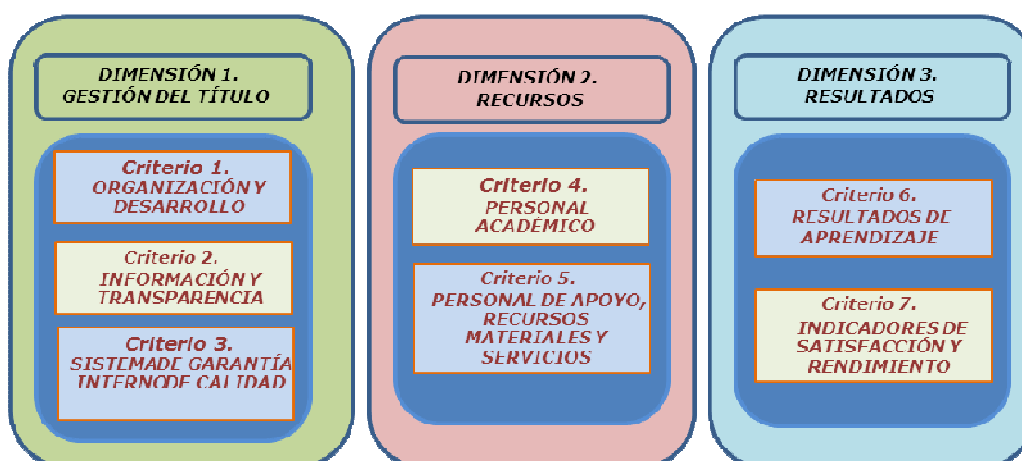 DIMENSIÓN 1.
GESTIÓN DEL TÍTULO
Criterio 1.
ORGANIZACIÓN Y
DESARROLLO
Criterio 2.
INFORMACIÓN Y
TRANSPARENCIA
Criterio 3.
SISTEMADE GARANTÍA
INTERNODE CALIDAD
DIMENSIÓN 2.
RECURSOS
Criterio 4.
PERSONAL
ACADÉMICO
Criterio 5.
PERSONAL DE APOYO,
RECURSOS
MATERIALES Y
SERVICIOS
DIMENSIÓN 3.
RESULTADOS
Criterio 6.
RESULTADOS DE
APRENDIZAJE
Criterio 7.
INDICADORES DE
SATISFACCIÓN Y
RENDIMIENTO